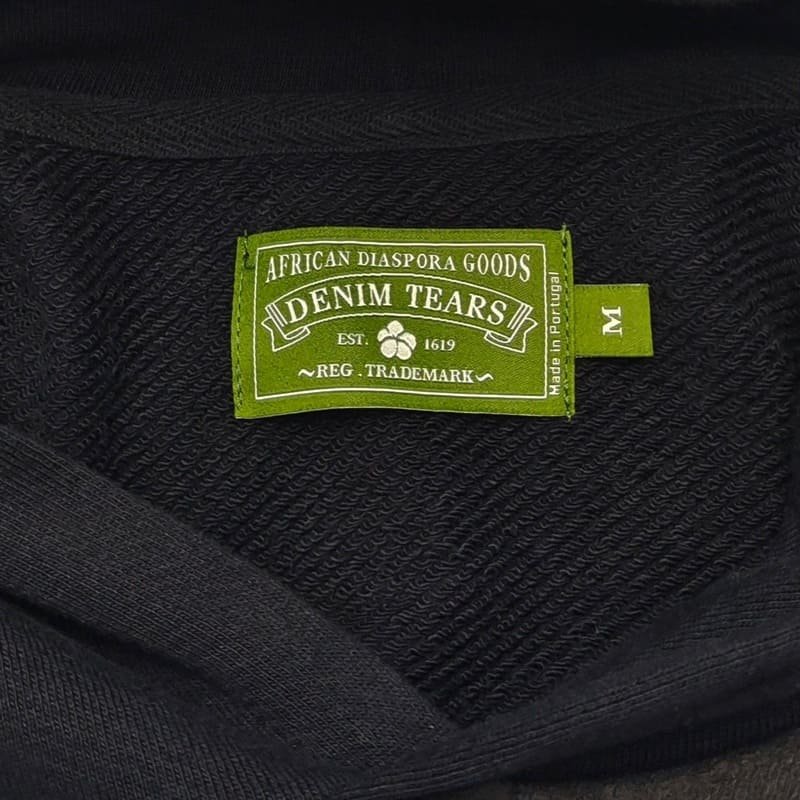 AFRICAN DIASPORA GOODS
DENIM TEARS
EST. 1619
~REG . TRADEMARK~
Made in Portugal
M